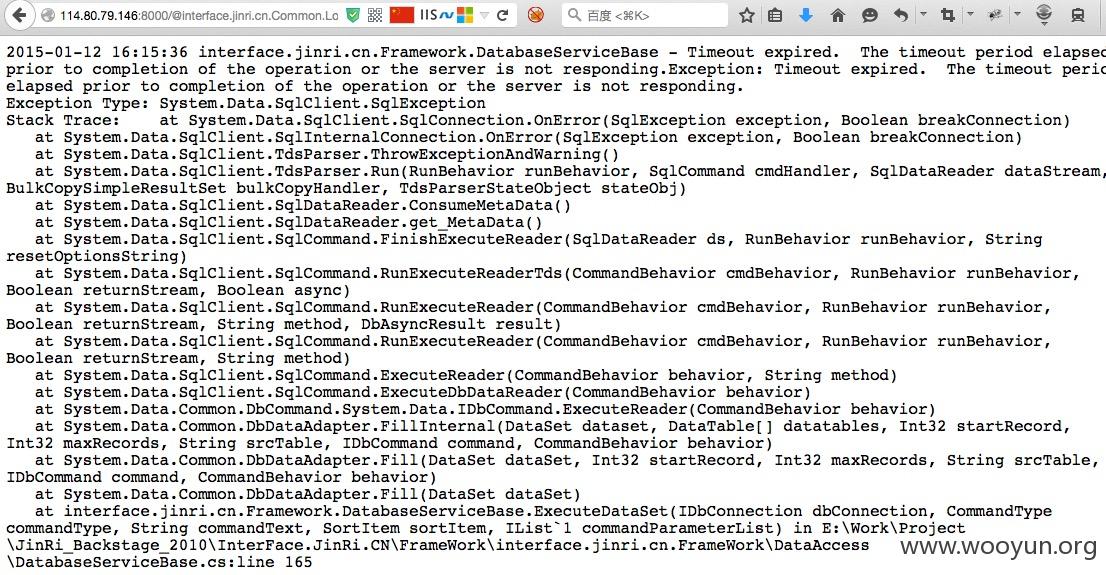 114.80.79.146:8000/@interface.jinri.cn.Common.Lo
IIS
百度 <⌘K>
2015-01-12 16:15:36 interface.jinri.cn.Framework.DatabaseServiceBase - Timeout expired.  The timeout period elapsed
prior to completion of the operation or the server is not responding.Exception: Timeout expired.  The timeout period
elapsed prior to completion of the operation or the server is not responding.
Exception Type: System.Data.SqlClient.SqlException
Stack Trace:    at System.Data.SqlClient.SqlConnection.OnError(SqlException exception, Boolean breakConnection)
   at System.Data.SqlClient.SqlInternalConnection.OnError(SqlException exception, Boolean breakConnection)
   at System.Data.SqlClient.TdsParser.ThrowExceptionAndWarning()
   at System.Data.SqlClient.TdsParser.Run(RunBehavior runBehavior, SqlCommand cmdHandler, SqlDataReader dataStream,
BulkCopySimpleResultSet bulkCopyHandler, TdsParserStateObject stateObj)
   at System.Data.SqlClient.SqlDataReader.ConsumeMetaData()
   at System.Data.SqlClient.SqlDataReader.get_MetaData()
   at System.Data.SqlClient.SqlCommand.FinishExecuteReader(SqlDataReader ds, RunBehavior runBehavior, String
resetOptionsString)
   at System.Data.SqlClient.SqlCommand.RunExecuteReaderTds(CommandBehavior cmdBehavior, RunBehavior runBehavior,
Boolean returnStream, Boolean async)
   at System.Data.SqlClient.SqlCommand.RunExecuteReader(CommandBehavior cmdBehavior, RunBehavior runBehavior,
Boolean returnStream, String method, DbAsyncResult result)
   at System.Data.SqlClient.SqlCommand.RunExecuteReader(CommandBehavior cmdBehavior, RunBehavior runBehavior,
Boolean returnStream, String method)
   at System.Data.SqlClient.SqlCommand.ExecuteReader(CommandBehavior behavior, String method)
   at System.Data.SqlClient.SqlCommand.ExecuteDbDataReader(CommandBehavior behavior)
   at System.Data.Common.DbCommand.System.Data.IDbCommand.ExecuteReader(CommandBehavior behavior)
   at System.Data.Common.DbDataAdapter.FillInternal(DataSet dataset, DataTable[] datatables, Int32 startRecord,
Int32 maxRecords, String srcTable, IDbCommand command, CommandBehavior behavior)
   at System.Data.Common.DbDataAdapter.Fill(DataSet dataSet, Int32 startRecord, Int32 maxRecords, String srcTable,
IDbCommand command, CommandBehavior behavior)
   at System.Data.Common.DbDataAdapter.Fill(DataSet dataSet)
   at interface.jinri.cn.Framework.DatabaseServiceBase.ExecuteDataSet(IDbConnection dbConnection, CommandType
commandType, String commandText, SortItem sortItem, IList`1 commandParameterList) in E:\Work\Project
\JinRi_Backstage_2010\InterFace.JinRi.CN\FrameWork\interface.jinri.cn.FrameWork\DataAccess
\DatabaseServiceBase.cs:line 165
www.wooyun.org